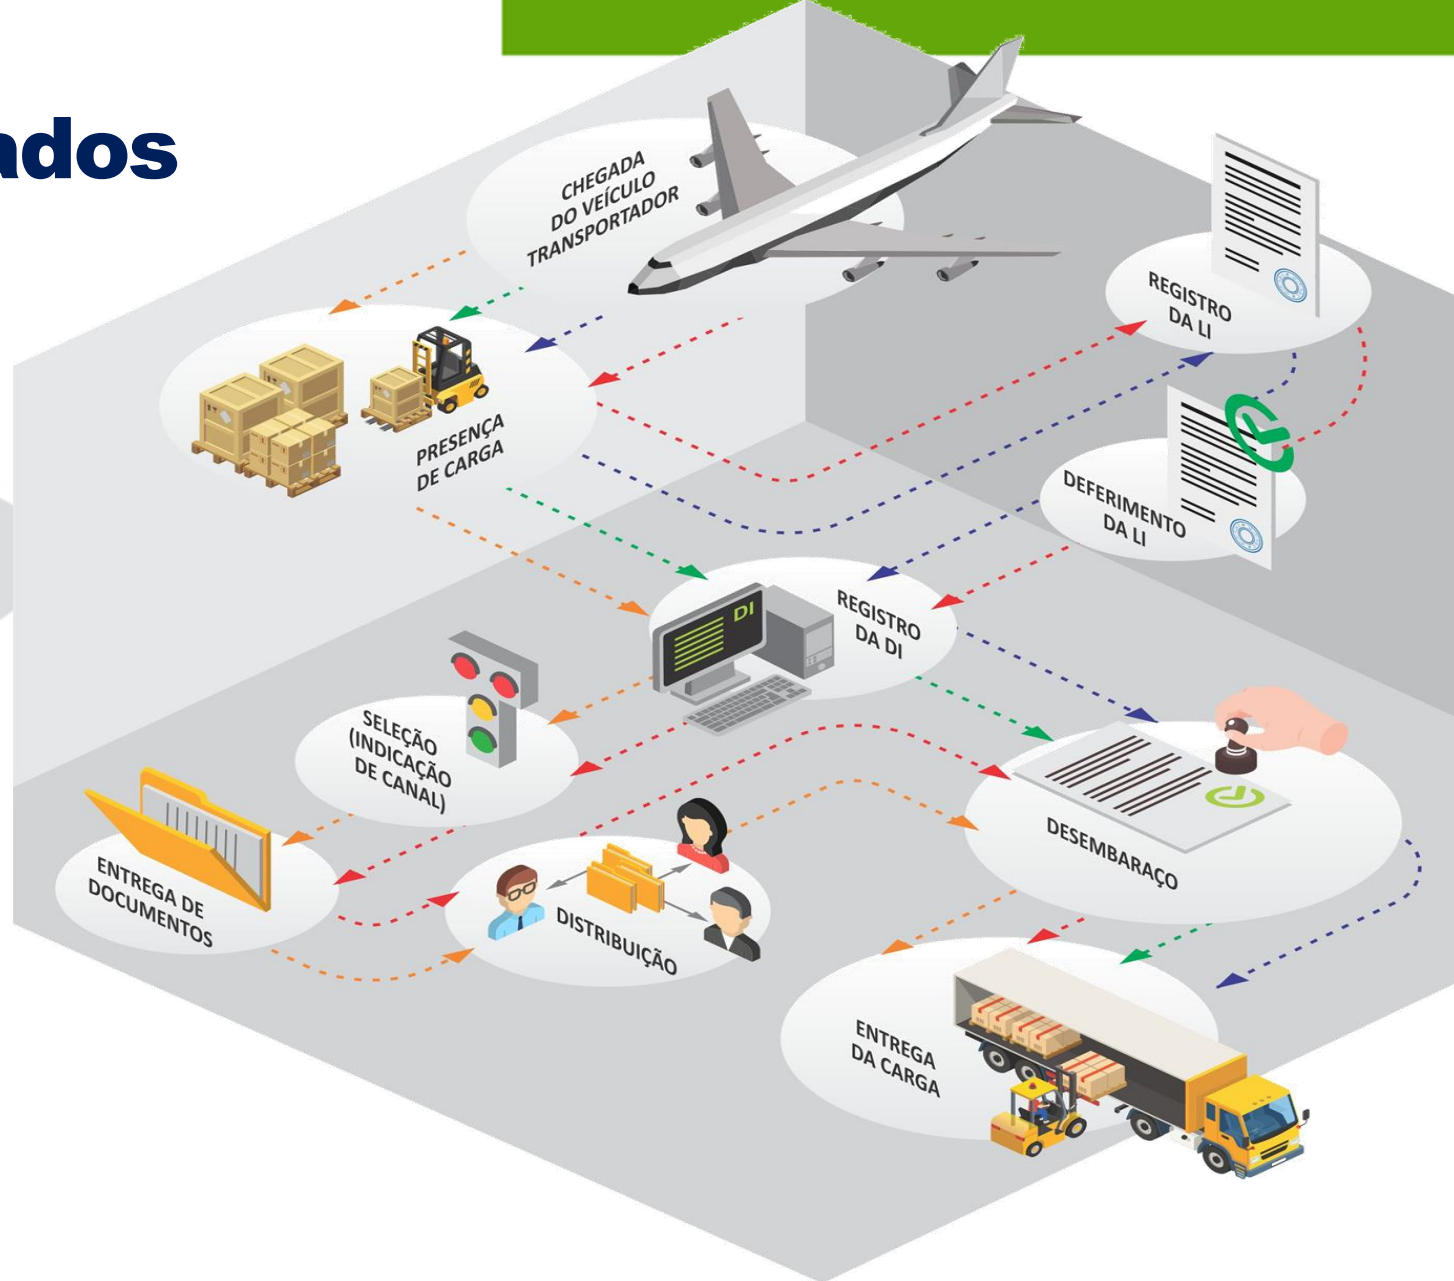 ados
CHEGADA
DO VEÍCULO
TRANSPORTADOR
REGISTRO
DA LI
PRESENÇA
DE CARGA
DEFERIMENTO
DA LI
DI
REGISTRO
DA DI
SELEÇÃO
(INDICAÇÃO
DE CANAL)
ENTREGA DE
DOCUMENTOS
DISTRIBUIÇÃO
DESEMBARAÇO
ENTREGA
DA CARGA